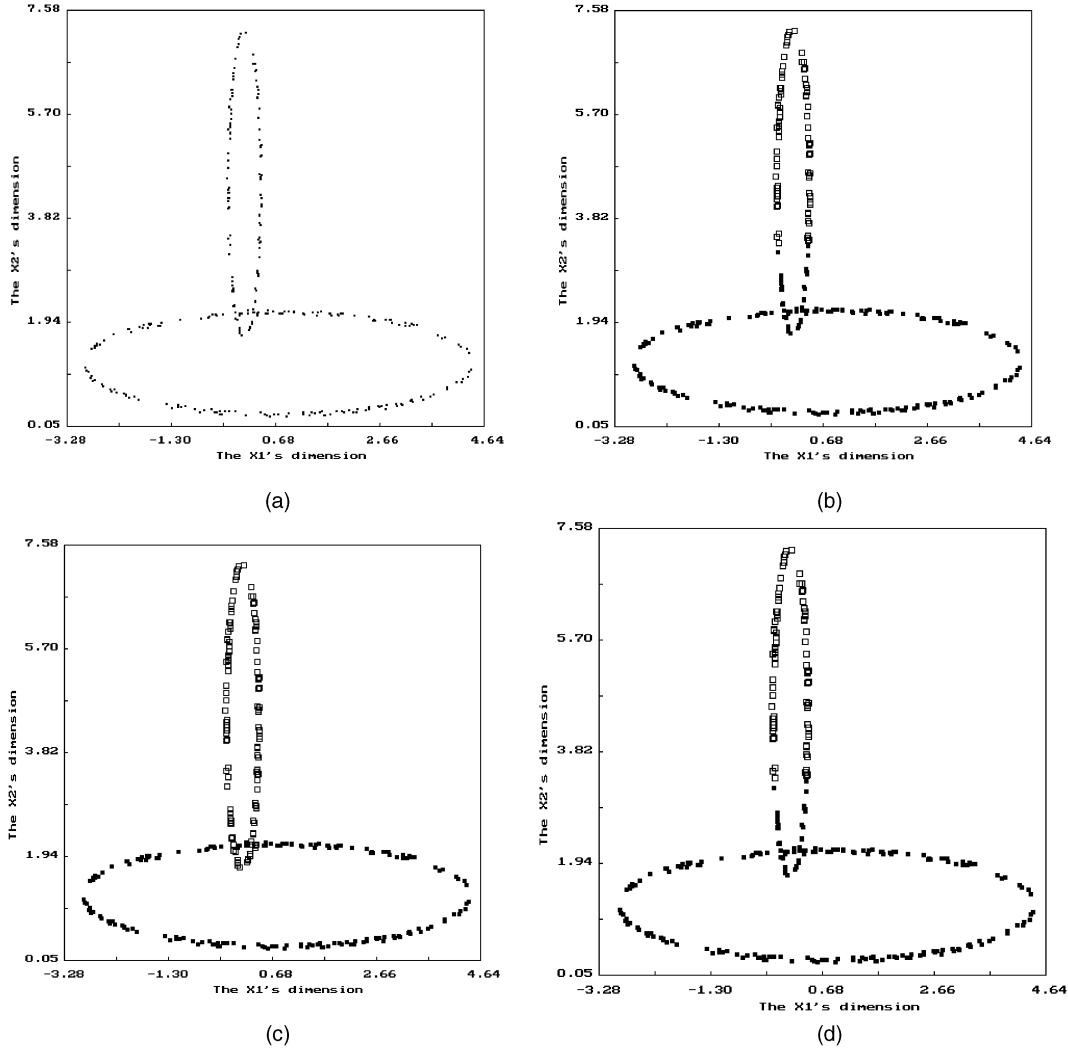 7.58
5.70
3.82
1.94
0.05
The X2's dimension
-3.28 -1.30 0.68 2.66 4.64
The X1's dimension
(a)
7.58
5.70
3.82
1.94
0.05
The X2's dimension
-3.28 -1.30 0.68 2.66 4.64
The X1's dimension
(b)
7.58
5.70
3.82
1.94
0.05
The X2's dimension
-3.28 -1.30 0.68 2.66 4.64
The X1's dimension
(c)
7.58
5.70
3.82
1.94
0.05
The X2's dimension
-3.28 -1.30 0.68 2.66 4.64
The X1's dimension
(d)